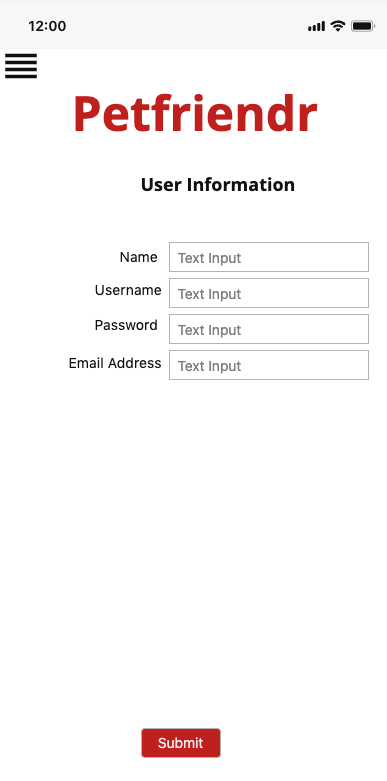 12:00
Petfriendr
User Information
Name Text Input
Username Text Input
Password Text Input
Email Address Text Input
Submit